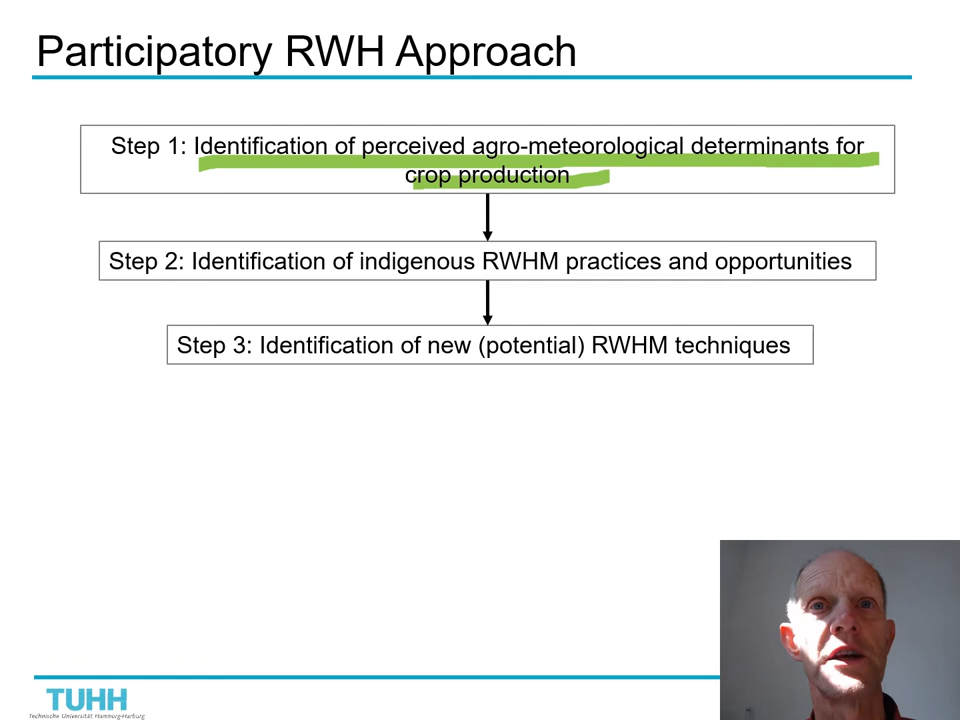 Participatory RWH Approach
Step 1: Identification of perceived agro-meteorological determinants for
crop production
Step 2: Identification of indigenous RWHM practices and opportunities
Step 3: Identification of new (potential) RWHM techniques
TUHH
Technische Universität Hamburg-Harburg